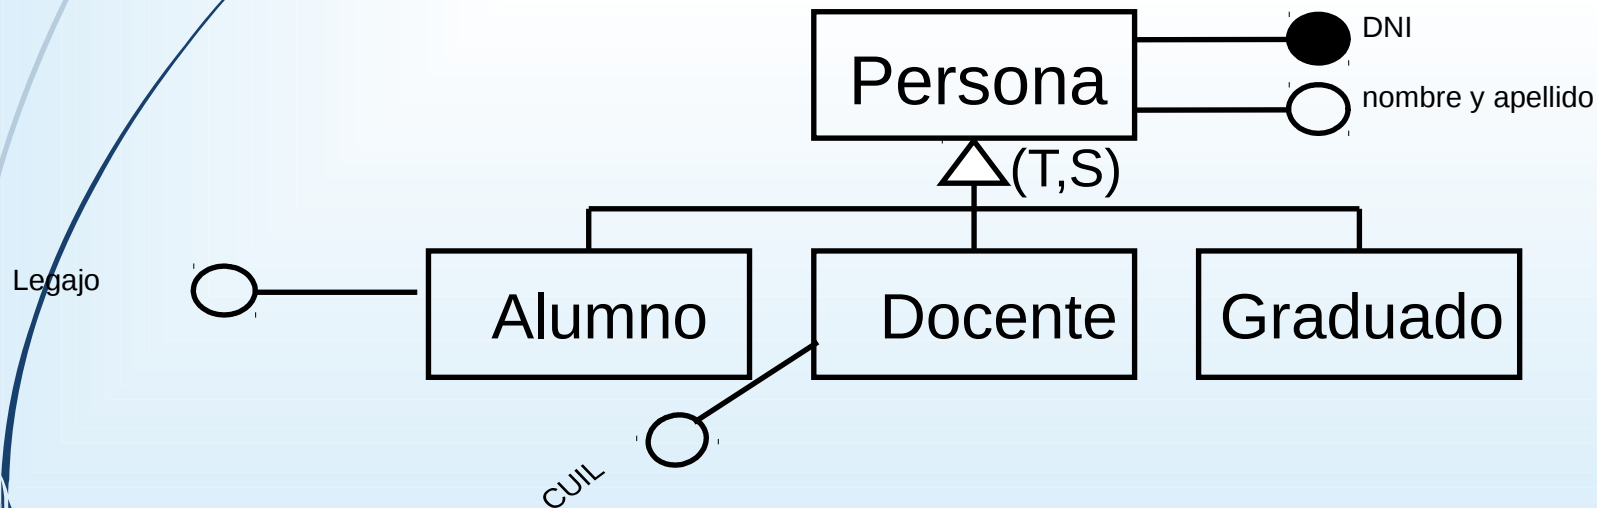 DNI
Persona
nombre y apellido
(T,S)
Legajo
Alumno
Docente
Graduado
CUIL